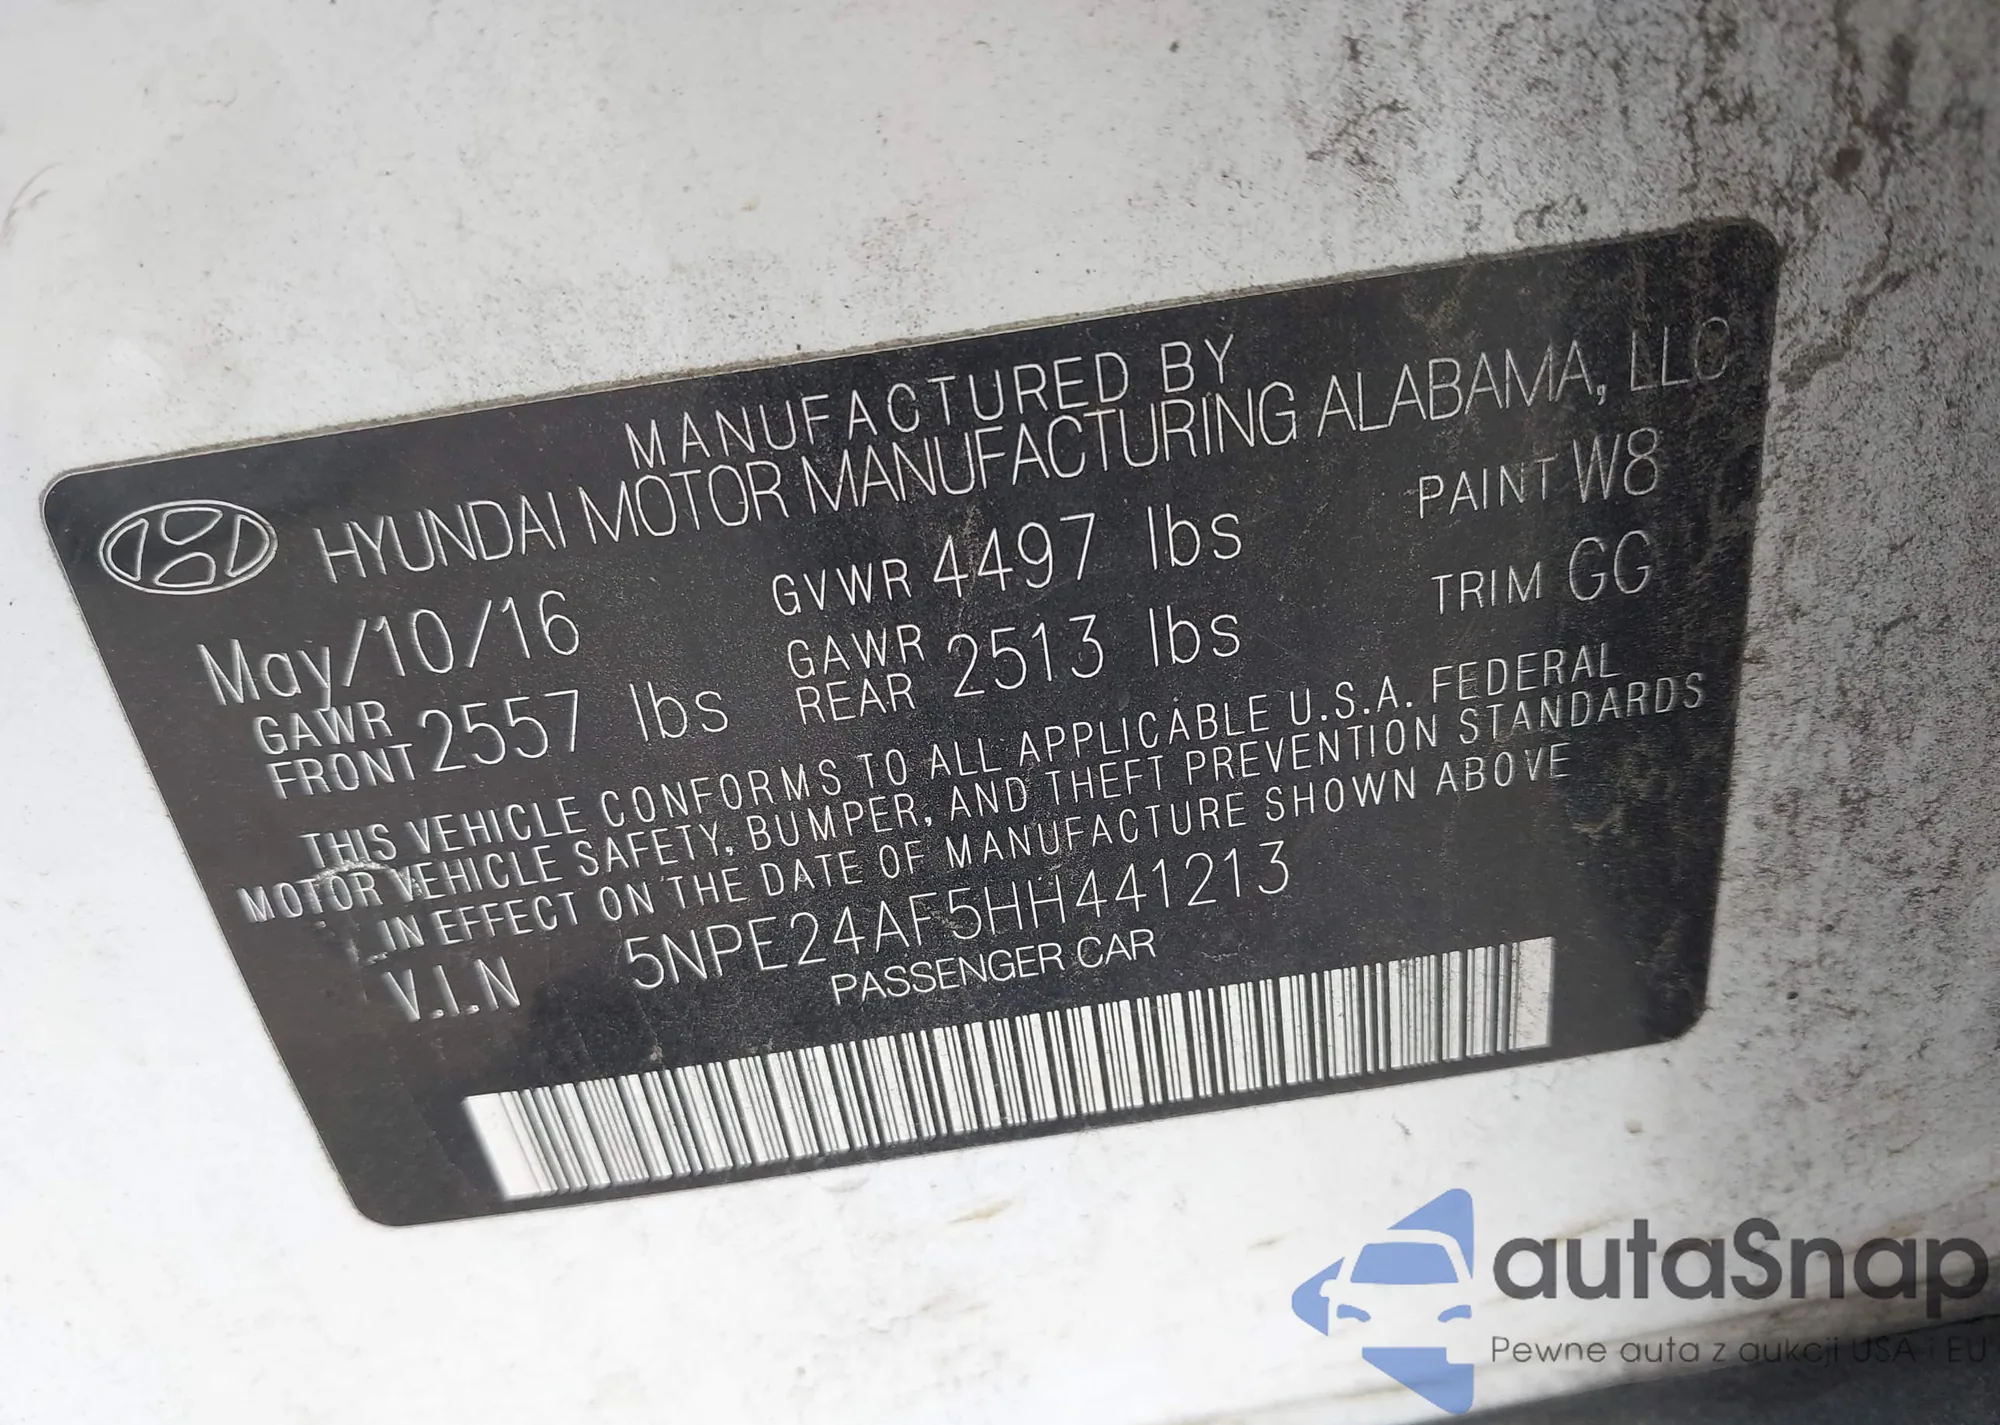 MANUFACTURED BY
HYUNDAI MOTOR MANUFACTURING ALABAMA, LLC
May/10/16 GVWR 4497 lbs PAINT W8
GAWR FRONT 2557 lbs GAWR REAR 2513 lbs TRIM GG
THIS VEHICLE CONFORMS TO ALL APPLICABLE U.S.A. FEDERAL
MOTOR VEHICLE SAFETY, BUMPER, AND THEFT PREVENTION STANDARDS
IN EFFECT ON THE DATE OF MANUFACTURE SHOWN ABOVE
V.I.N 5NPE24AF5HH441213
PASSENGER CAR
autaSnap
Pewne auta z aukcji USA i EU